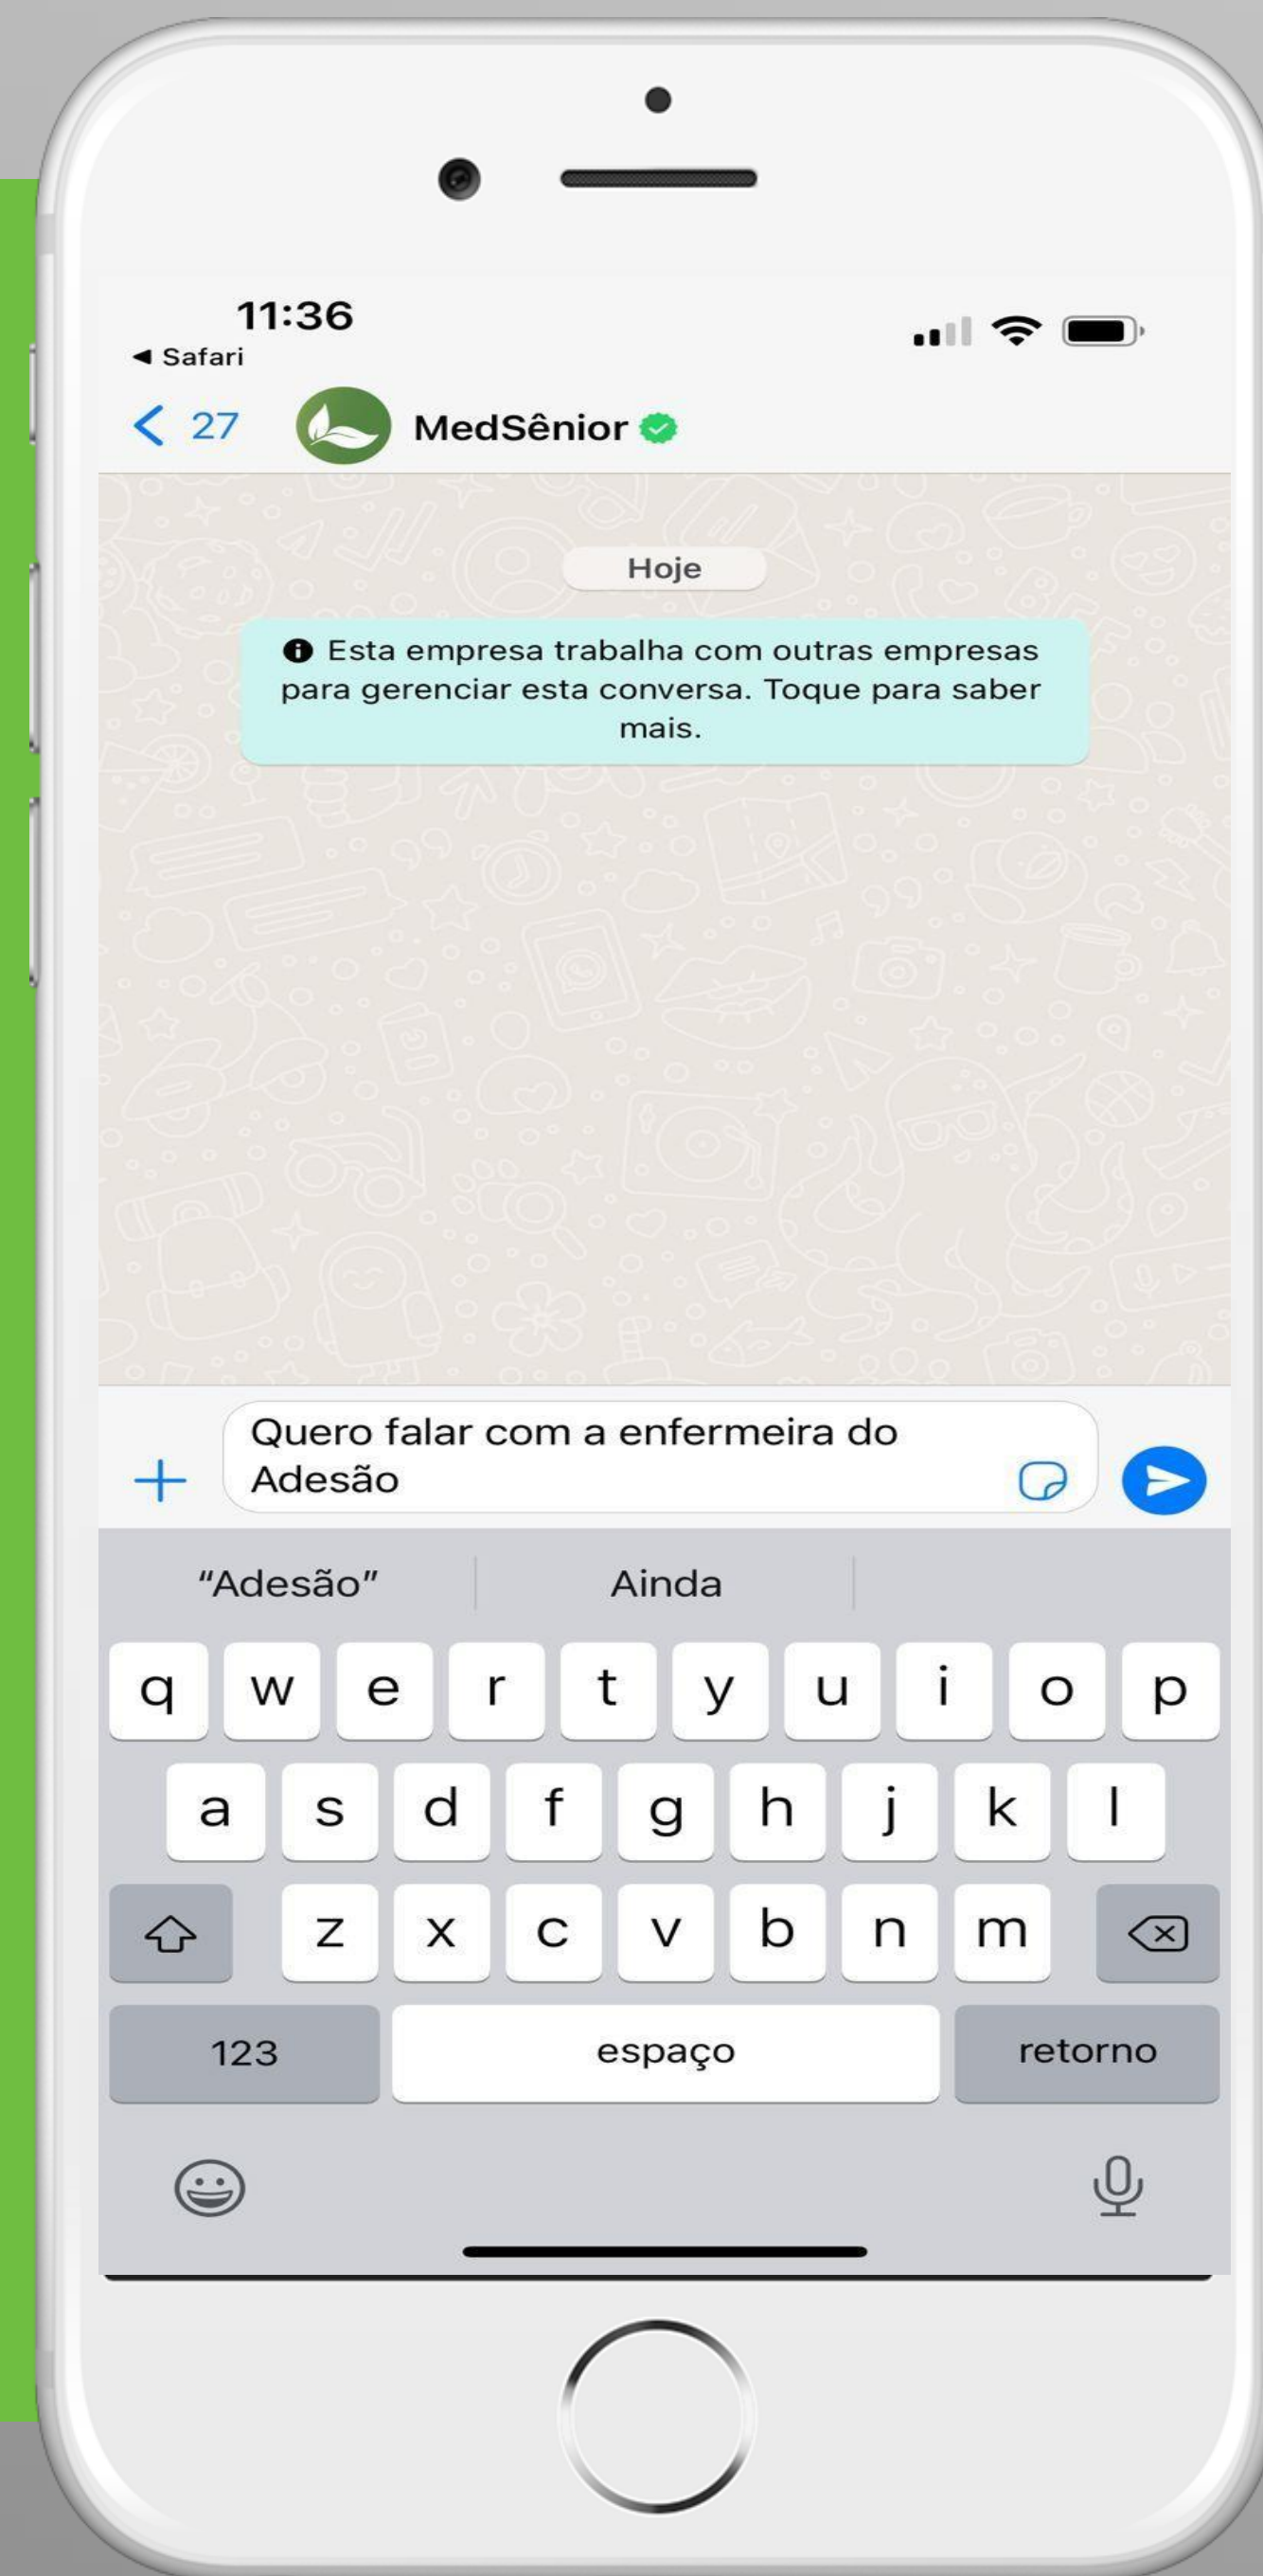 11:36
◀ Safari
27
MedSênior
Hoje
Esta empresa trabalha com outras empresas
para gerenciar esta conversa. Toque para saber
mais.
Quero falar com a enfermeira do
Adesão
“Adesão” Ainda
q w e r t y u i o p
a s d f g h j k l
z x c v b n m
123 espaço retorno